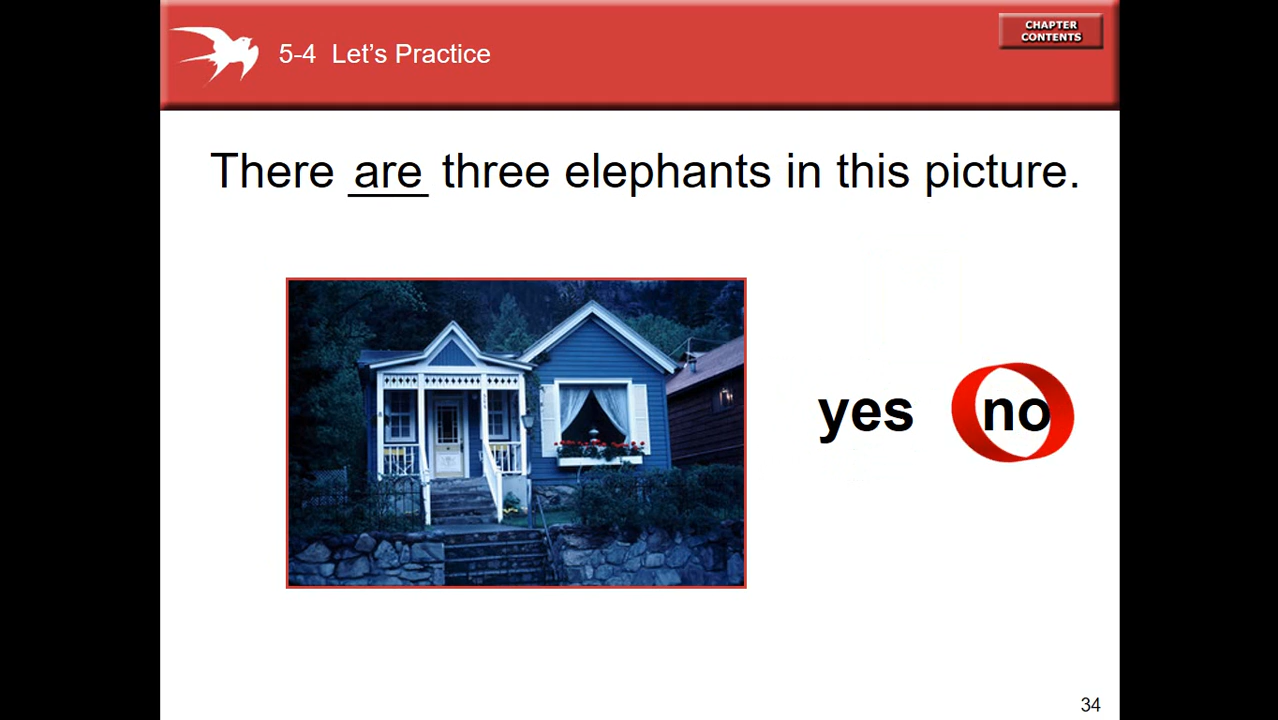 CHAPTER
CONTENTS
5-4 Let’s Practice
There are three elephants in this picture.
yes no
34